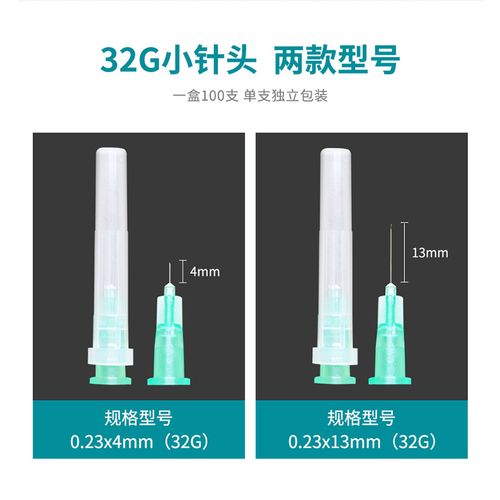 32G小针头 两款型号
一盒100支 单支独立包装
4mm
13mm
规格型号
0.23x4mm（32G）
规格型号
0.23x13mm（32G）